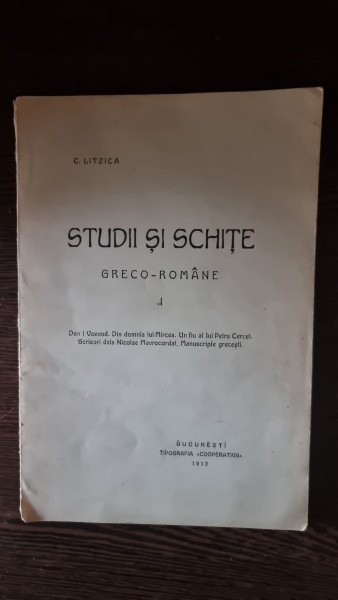 C. LITZICA
STUDII ȘI SCHIȚE
GRECO-ROMÂNE
I
Dan I Voevod. Din domnia lui Mircea. Un fiu al lui Petru Cercel.
Scrisori dela Nicolae Mavrocordat. Manuscripte grecești.
BUCUREȘTI
TIPOGRAFIA «COOPERATIVA»
1912